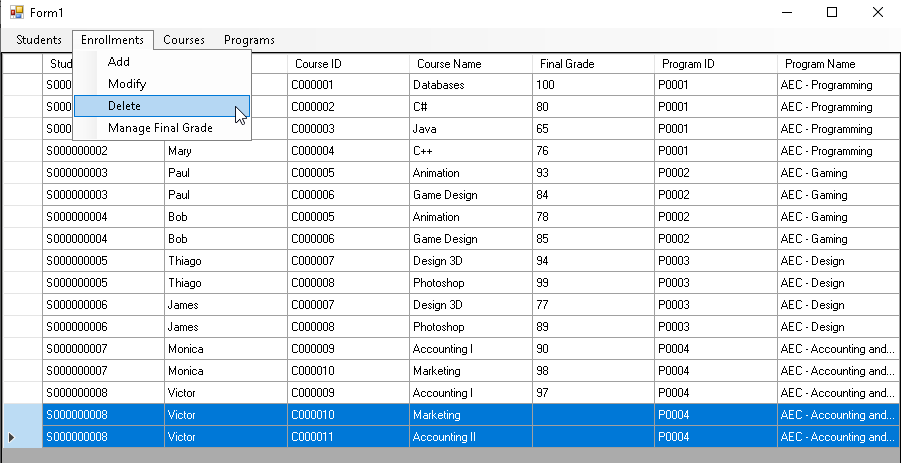 Form1
Students Enrollments Courses Programs
Stud Course ID Course Name Final Grade Program ID Program Name
Add
Modify
Delete
Manage Final Grade
S000 C000001 Databases 100 P0001 AEC - Programming
S000 C000002 C# 80 P0001 AEC - Programming
S000 C000003 Java 65 P0001 AEC - Programming
S000000002 Mary C000004 C++ 76 P0001 AEC - Programming
S000000003 Paul C000005 Animation 93 P0002 AEC - Gaming
S000000003 Paul C000006 Game Design 84 P0002 AEC - Gaming
S000000004 Bob C000005 Animation 78 P0002 AEC - Gaming
S000000004 Bob C000006 Game Design 85 P0002 AEC - Gaming
S000000005 Thiago C000007 Design 3D 94 P0003 AEC - Design
S000000005 Thiago C000008 Photoshop 99 P0003 AEC - Design
S000000006 James C000007 Design 3D 77 P0003 AEC - Design
S000000006 James C000008 Photoshop 89 P0003 AEC - Design
S000000007 Monica C000009 Accounting I 90 P0004 AEC - Accounting and...
S000000007 Monica C000010 Marketing 98 P0004 AEC - Accounting and...
S000000008 Victor C000009 Accounting I 97 P0004 AEC - Accounting and...
S000000008 Victor C000010 Marketing P0004 AEC - Accounting and...
S000000008 Victor C000011 Accounting II P0004 AEC - Accounting and...